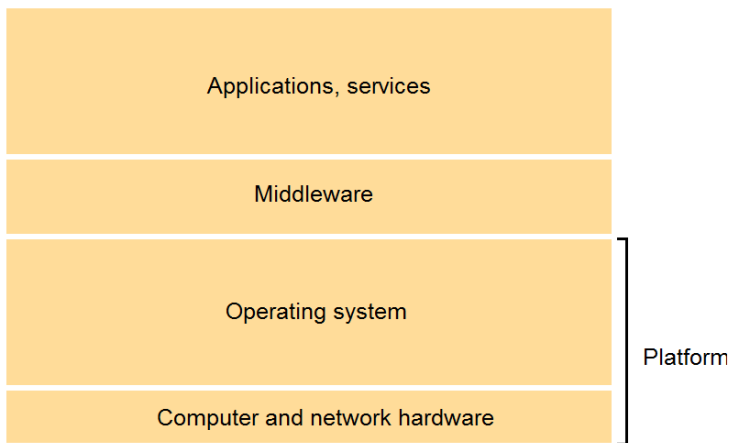 Applications, services
Middleware
Operating system
Platform
Computer and network hardware